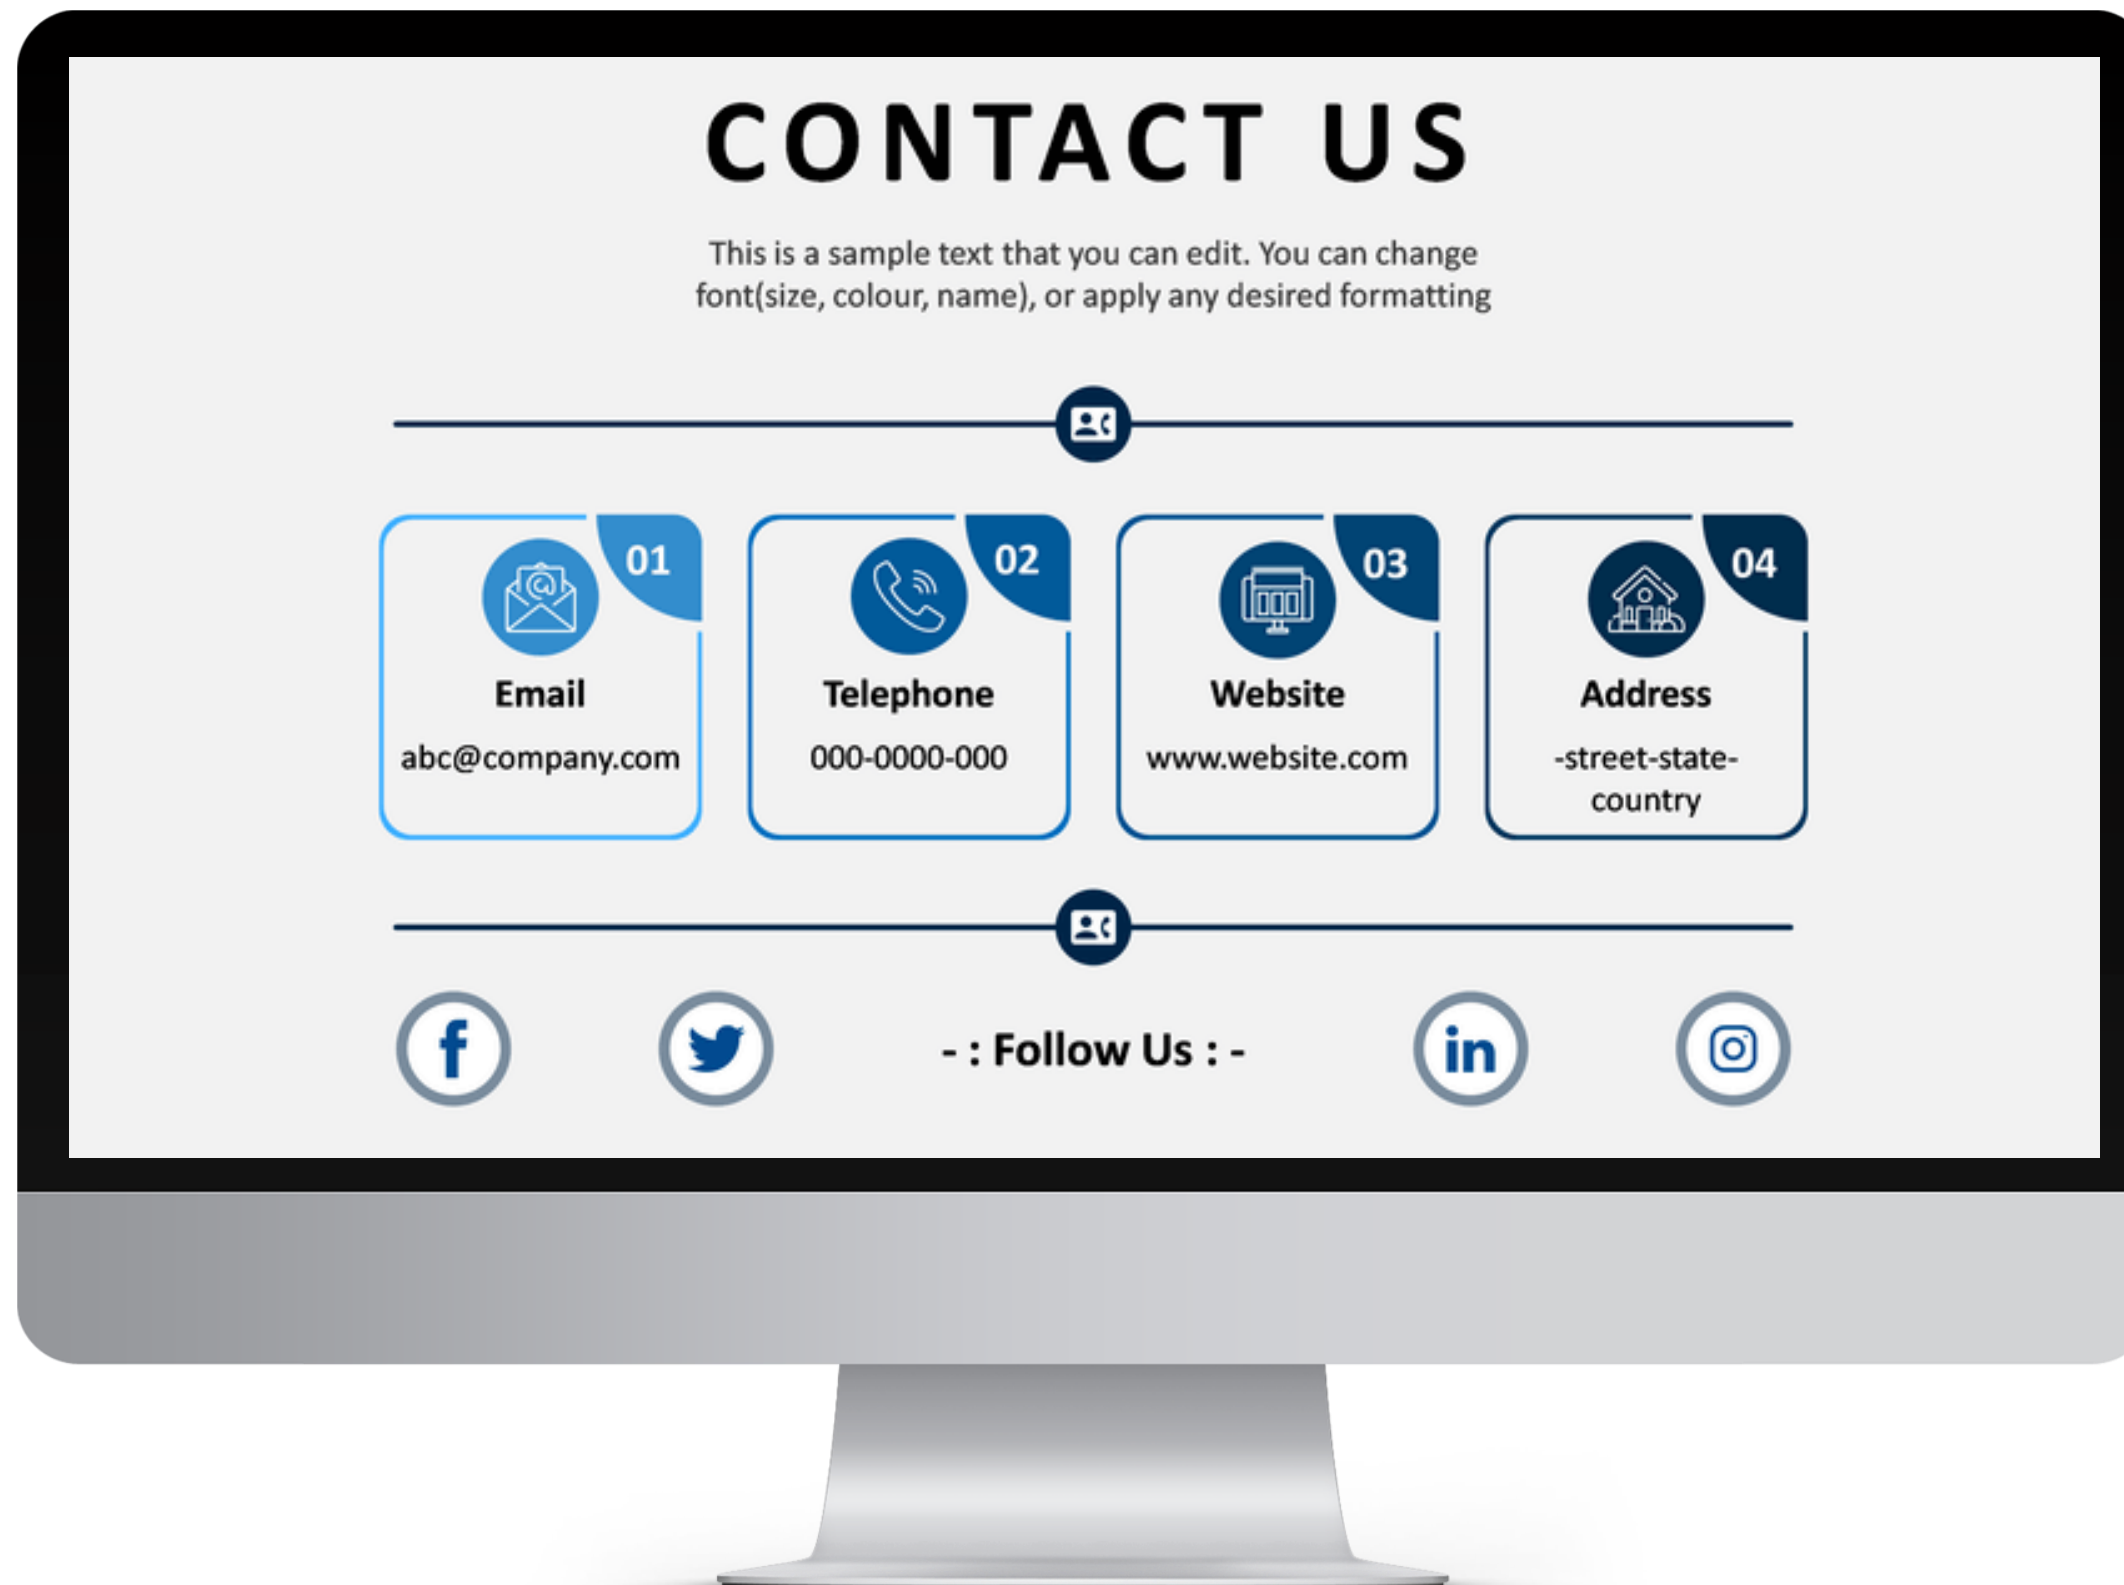 CONTACT US
This is a sample text that you can edit. You can change
font(size, colour, name), or apply any desired formatting
01
Email
abc@company.com
02
Telephone
000-0000-000
03
Website
www.website.com
04
Address
-street-state-
country
- : Follow Us : -